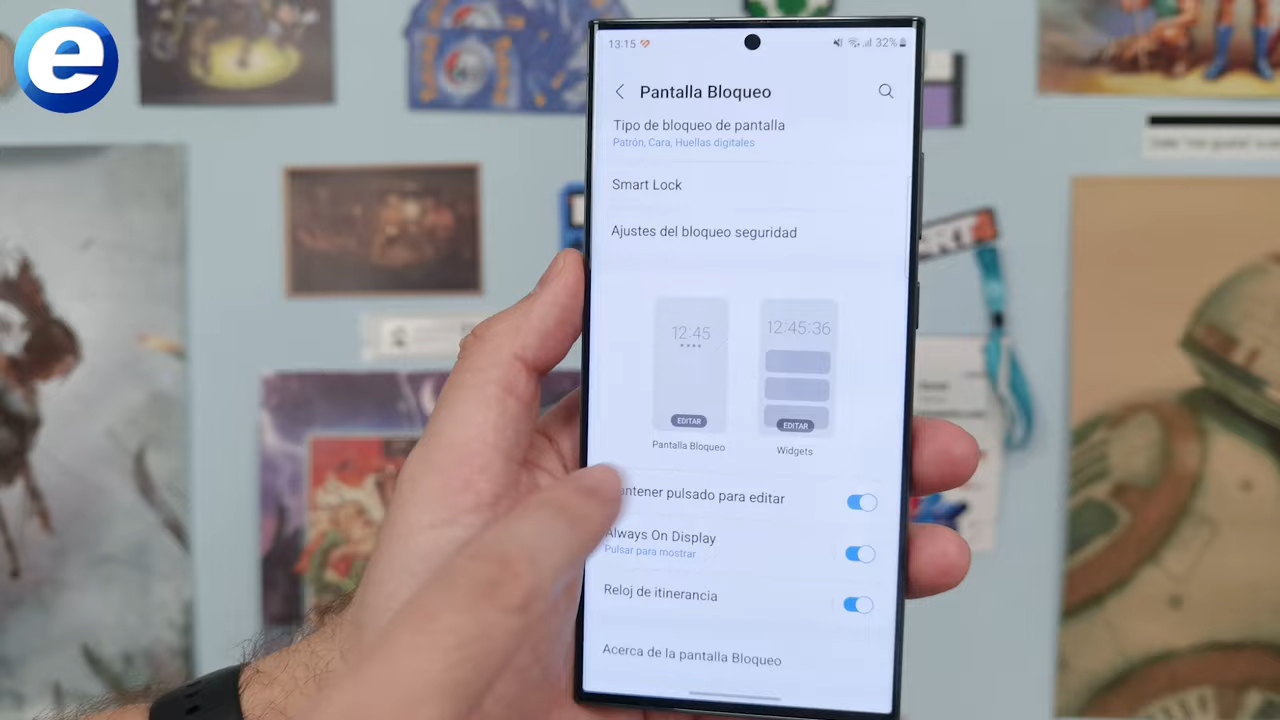 e
13:15
32%
Pantalla Bloqueo
Tipo de bloqueo de pantalla
Patrón, Cara, Huellas digitales
Smart Lock
Ajustes del bloqueo seguridad
12:45
12:45:36
EDITAR
EDITAR
Pantalla Bloqueo
Widgets
antener pulsado para editar
Always On Display
Pulsar para mostrar
Reloj de itinerancia
Acerca de la pantalla Bloqueo